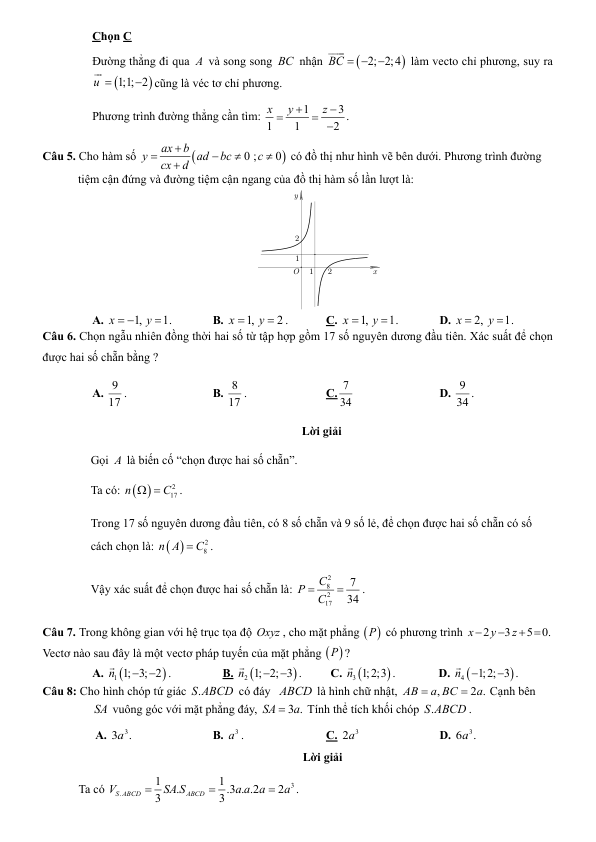 Chọn C
Đường thẳng đi qua A và song song BC nhận $\overrightarrow{BC}=(-2;-2;4)$ làm vecto chỉ phương, suy ra
$\vec{u}=(1;1;-2)$ cũng là véc tơ chỉ phương.
Phương trình đường thẳng cần tìm: $\frac{x}{1}=\frac{y+1}{1}=\frac{z-3}{-2}$.
Câu 5. Cho hàm số $y=\frac{ax+b}{cx+d}(ad-bc\neq 0\;;c\neq 0)$ có đồ thị như hình vẽ bên dưới. Phương trình đường
tiệm cận đứng và đường tiệm cận ngang của đồ thị hàm số lần lượt là:
y
2
1
O 1 2 x
A. x = −1, y = 1. B. x = 1, y = 2 . C. x = 1, y = 1. D. x = 2, y = 1.
Câu 6. Chọn ngẫu nhiên đồng thời hai số từ tập hợp gồm 17 số nguyên dương đầu tiên. Xác suất để chọn
được hai số chẵn bằng ?
A. $\frac{9}{17}$. B. $\frac{8}{17}$. C. $\frac{7}{34}$ D. $\frac{9}{34}$.
Lời giải
Gọi A là biến cố “chọn được hai số chẵn”.
Ta có: $n(\Omega)=C_{17}^{2}$.
Trong 17 số nguyên dương đầu tiên, có 8 số chẵn và 9 số lẻ, để chọn được hai số chẵn có số
cách chọn là: $n(A)=C_{8}^{2}$.
Vậy xác suất để chọn được hai số chẵn là: $P=\frac{C_{8}^{2}}{C_{17}^{2}}=\frac{7}{34}$.
Câu 7. Trong không gian với hệ trục tọa độ Oxyz , cho mặt phẳng (P) có phương trình x − 2y − 3z + 5 = 0.
Vectơ nào sau đây là một vectơ pháp tuyến của mặt phẳng (P)?
A. $\vec{n}_1(1;-3;-2)$. B. $\vec{n}_2(1;-2;-3)$. C. $\vec{n}_3(1;2;3)$. D. $\vec{n}_4(-1;2;-3)$.
Câu 8: Cho hình chóp tứ giác S.ABCD có đáy ABCD là hình chữ nhật, AB = a, BC = 2a. Cạnh bên
SA vuông góc với mặt phẳng đáy, SA = 3a. Tính thể tích khối chóp S.ABCD .
A. $3a^3$. B. $a^3$ . C. $2a^3$ D. $6a^3$.
Lời giải
Ta có $V_{S.ABCD}=\frac{1}{3}SA.S_{ABCD}=\frac{1}{3}.3a.a.2a=2a^3$.